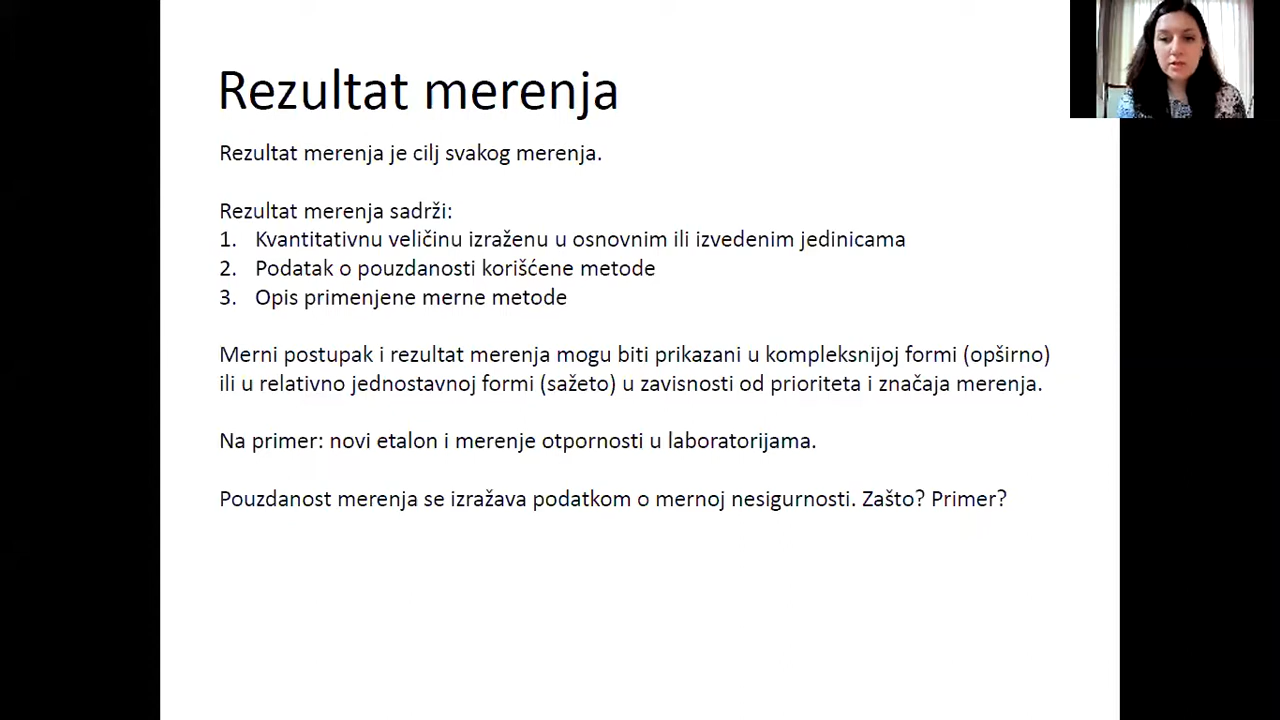 Rezultat merenja
Rezultat merenja je cilj svakog merenja.
Rezultat merenja sadrži:
1. Kvantitativnu veličinu izraženu u osnovnim ili izvedenim jedinicama
2. Podatak o pouzdanosti korišćene metode
3. Opis primenjene merne metode
Merni postupak i rezultat merenja mogu biti prikazani u kompleksnijoj formi (opširno)
ili u relativno jednostavnoj formi (sažeto) u zavisnosti od prioriteta i značaja merenja.
Na primer: novi etalon i merenje otpornosti u laboratorijama.
Pouzdanost merenja se izražava podatkom o mernoj nesigurnosti. Zašto? Primer?